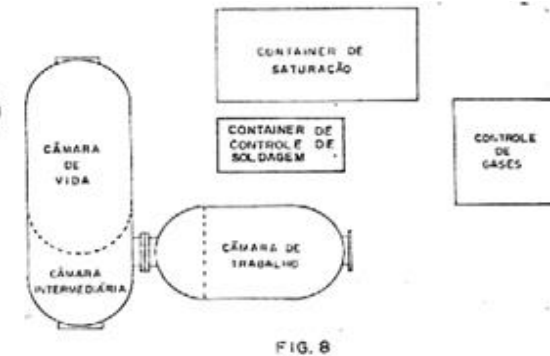 CONTAINER DE
SATURAÇÃO
CONTAINER DE
CONTROLE DE
SOLDAGEM
CONTROLE
DE
GASES
CÂMARA
DE
VIDA
CÂMARA DE
TRABALHO
CÂMARA
INTERMEDIÁRIA
FIG. 8